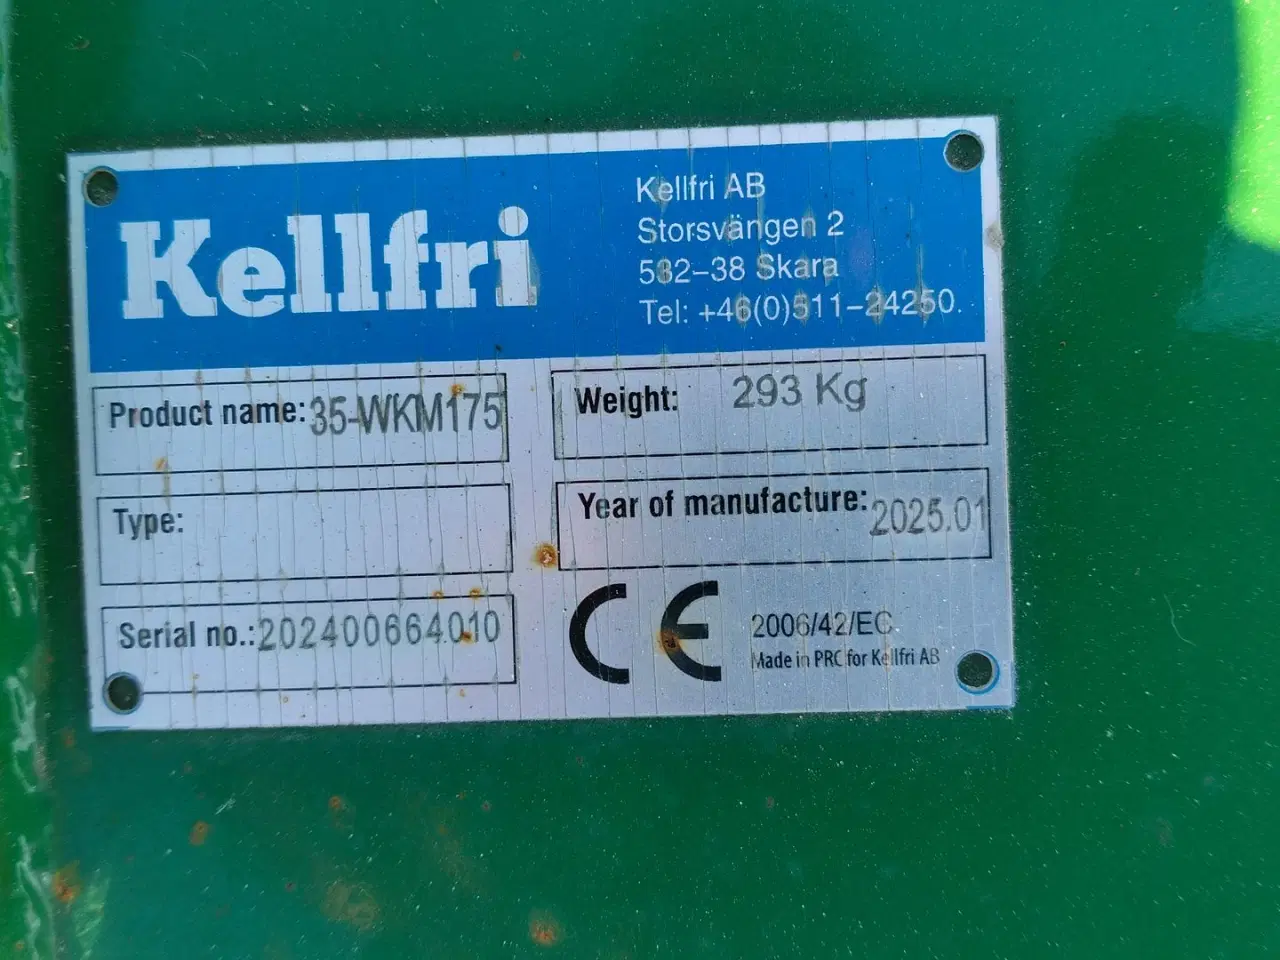 Kellfri
Kellfri AB
Storsvängen 2
532–38 Skara
Tel: +46(0)511–24250.
Product name: 35-WKM175
Weight: 293 Kg
Type:
Year of manufacture: 2025.01
Serial no.: 202400664010
CE
2006/42/EC
Made in PRC for Kellfri AB